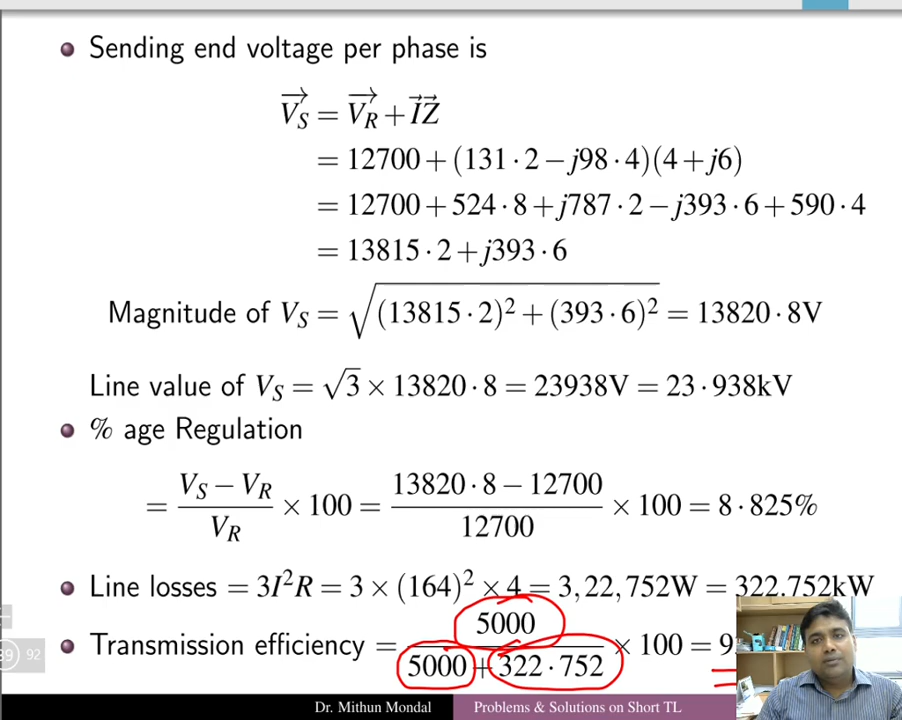 Sending end voltage per phase is
V⃗_S = V⃗_R + I⃗Z⃗
= 12700 + (131·2 − j98·4)(4 + j6)
= 12700 + 524·8 + j787·2 − j393·6 + 590·4
= 13815·2 + j393·6
Magnitude of V_S = √((13815·2)² + (393·6)²) = 13820·8V
Line value of V_S = √3 × 13820·8 = 23938V = 23·938kV
% age Regulation
= (V_S − V_R)/V_R × 100 = (13820·8 − 12700)/12700 × 100 = 8·825%
Line losses = 3I²R = 3 × (164)² × 4 = 3,22,752W = 322.752kW
Transmission efficiency = 5000/(5000 + 322·752) × 100 = 9
92
Dr. Mithun Mondal Problems & Solutions on Short TL